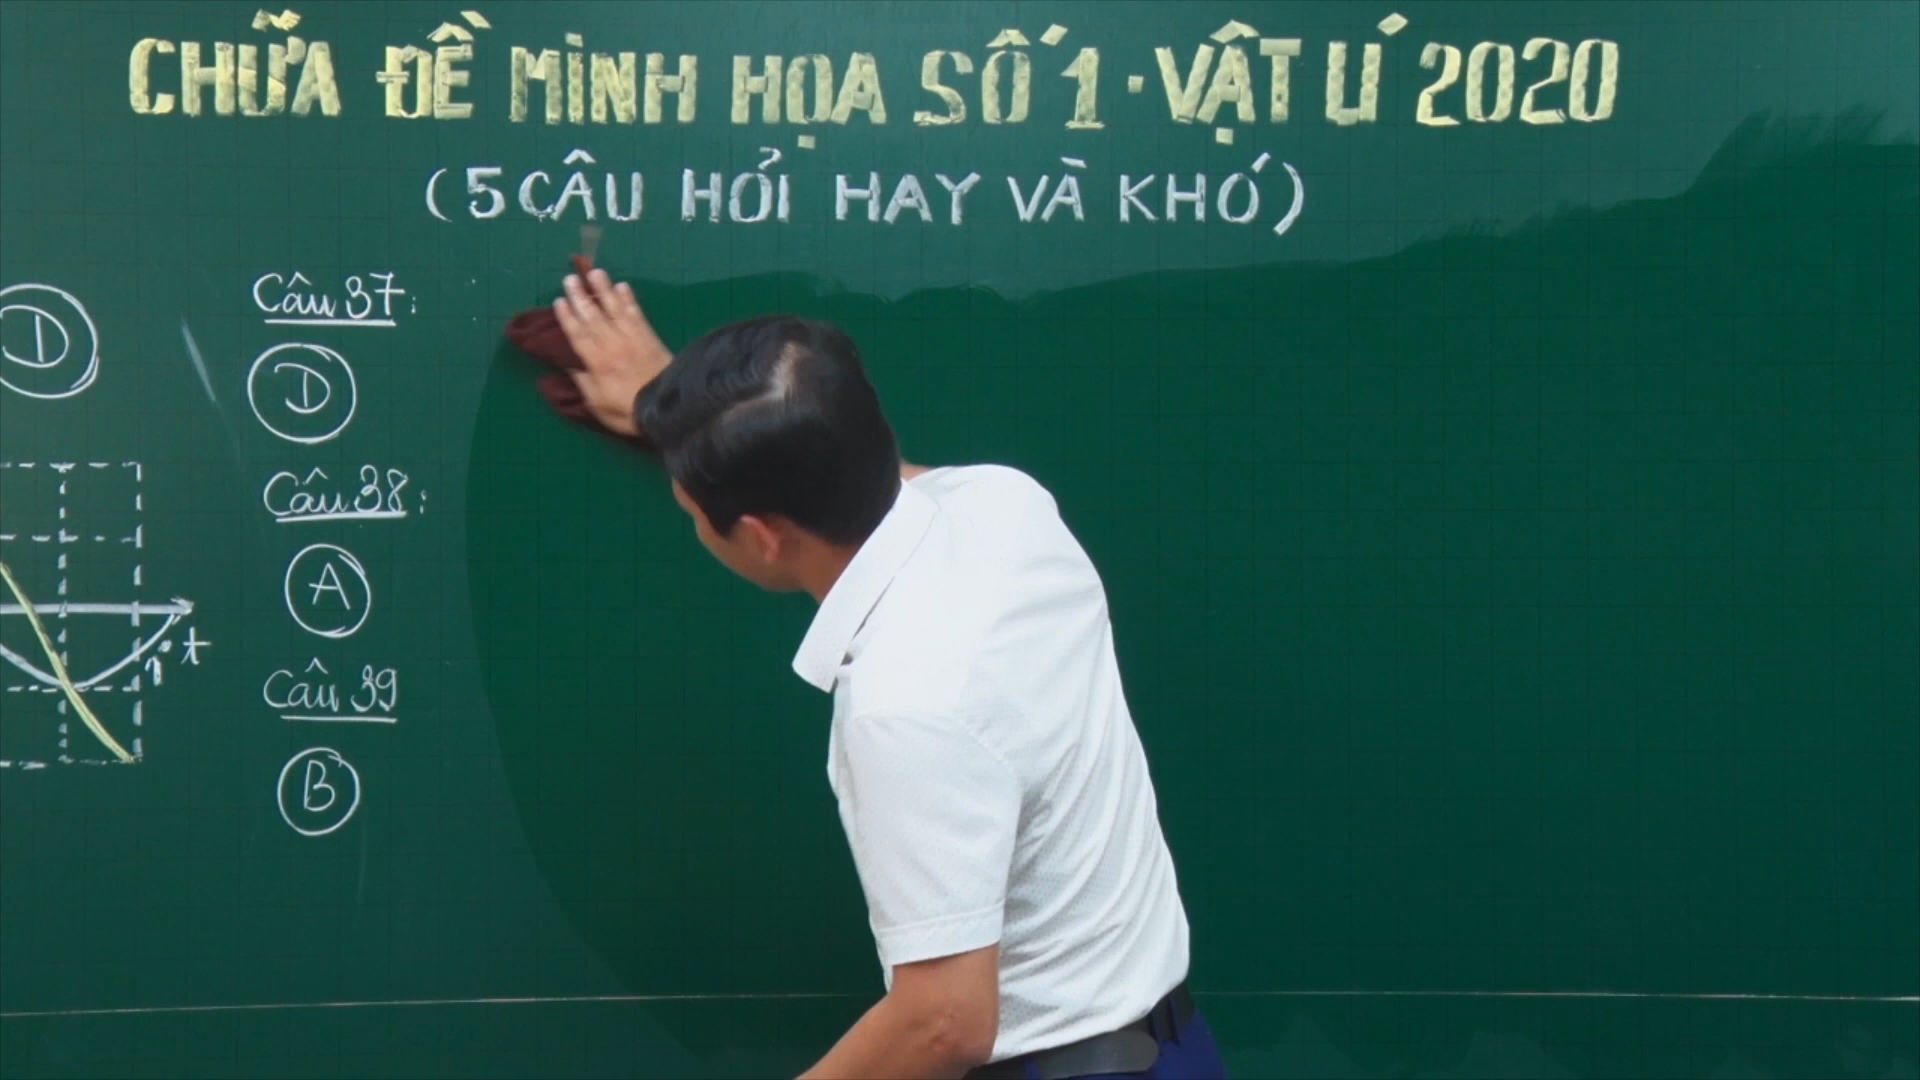 CHỮA ĐỀ MINH HỌA SỐ 1 · VẬT LÍ 2020
(5 CÂU HỎI HAY VÀ KHÓ)
D
Câu 37:
D
Câu 38:
A
t
Câu 39
B